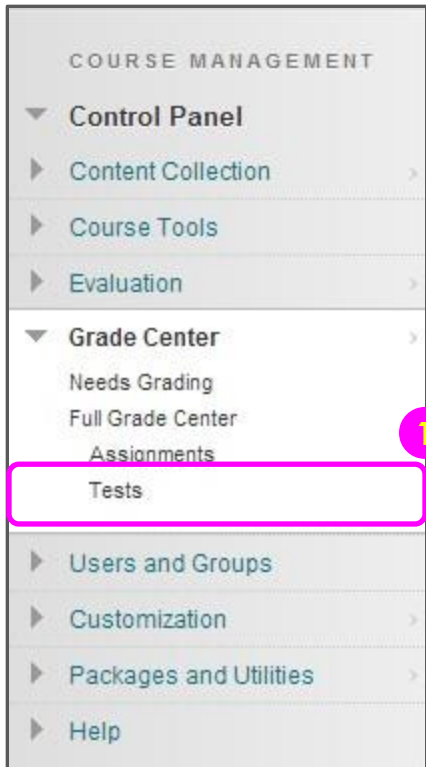 COURSE MANAGEMENT
Control Panel
Content Collection
Course Tools
Evaluation
Grade Center
Needs Grading
Full Grade Center
Assignments
1
Tests
Users and Groups
Customization
Packages and Utilities
Help